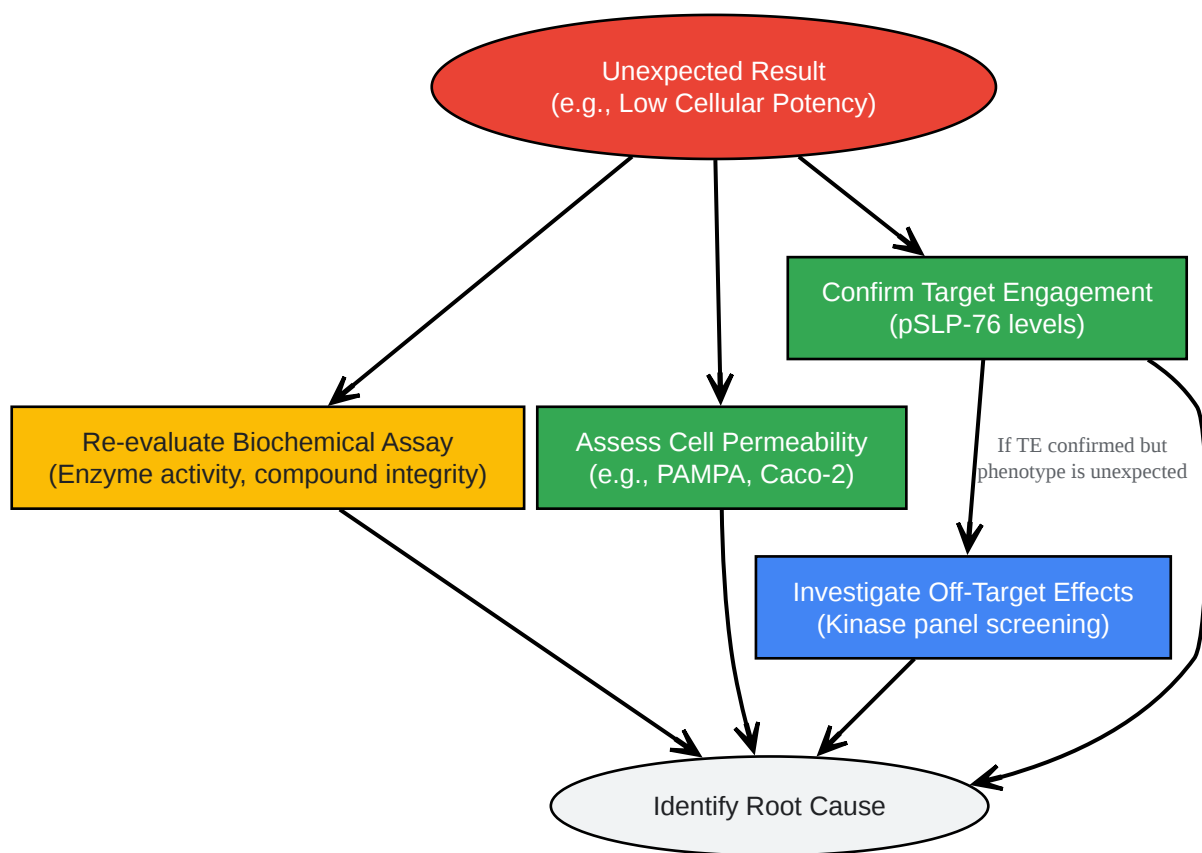 Unexpected Result
(e.g., Low Cellular Potency)
Confirm Target Engagement
(pSLP-76 levels)
Re-evaluate Biochemical Assay
(Enzyme activity, compound integrity)
Assess Cell Permeability
(e.g., PAMPA, Caco-2)
If TE confirmed but
phenotype is unexpected
Investigate Off-Target Effects
(Kinase panel screening)
Identify Root Cause